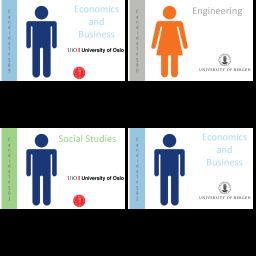 Economics
and
Business
UiO University of Oslo
Engineering
UNIVERSITY OF BERGEN
Social Studies
UiO University of Oslo
Economics
and
Business
UNIVERSITY OF BERGEN